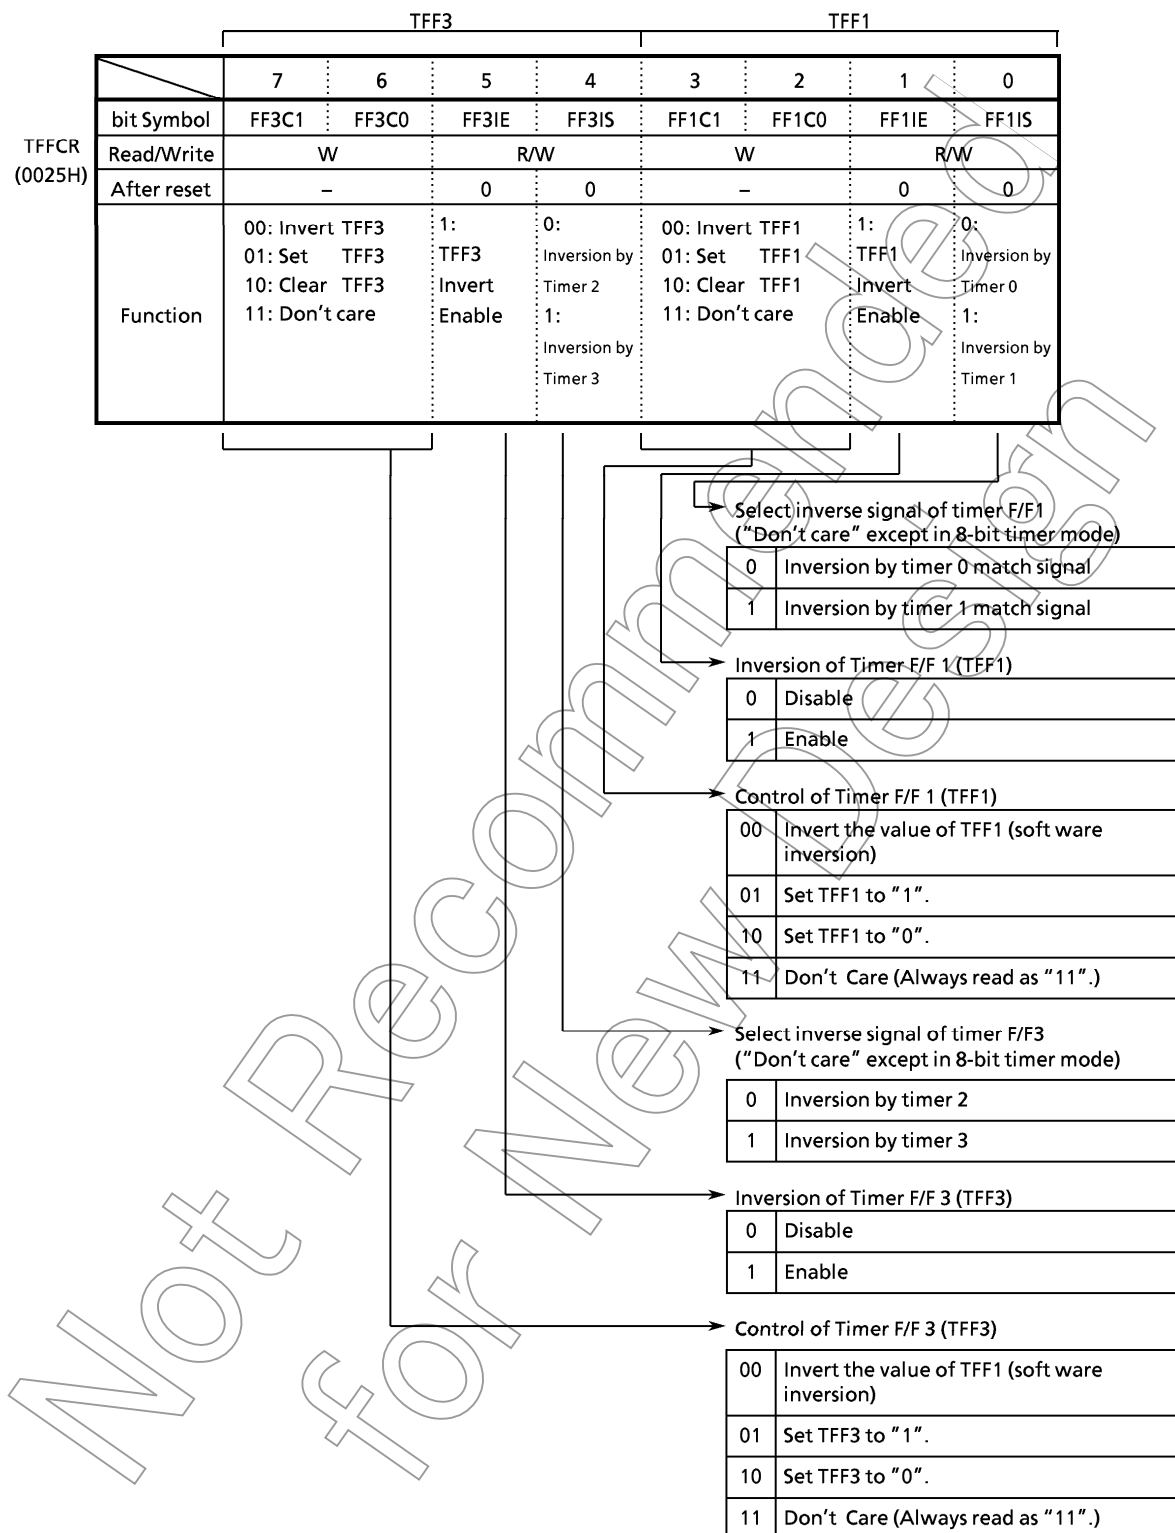 TFF3 TFF1
7 6 5 4 3 2 1 0
bit Symbol FF3C1 FF3C0 FF3IE FF3IS FF1C1 FF1C0 FF1IE FF1IS
TFFCR
(0025H)
Read/Write W R/W W R/W
After reset – 0 0 – 0 0
Function
00: Invert TFF3
01: Set TFF3
10: Clear TFF3
11: Don't care
1:
TFF3
Invert
Enable
0:
Inversion by
Timer 2
1:
Inversion by
Timer 3
00: Invert TFF1
01: Set TFF1
10: Clear TFF1
11: Don't care
1:
TFF1
Invert
Enable
0:
Inversion by
Timer 0
1:
Inversion by
Timer 1
Select inverse signal of timer F/F1
("Don't care" except in 8-bit timer mode)
0 Inversion by timer 0 match signal
1 Inversion by timer 1 match signal
Inversion of Timer F/F 1 (TFF1)
0 Disable
1 Enable
Control of Timer F/F 1 (TFF1)
00 Invert the value of TFF1 (soft ware
inversion)
01 Set TFF1 to "1".
10 Set TFF1 to "0".
11 Don't Care (Always read as "11".)
Select inverse signal of timer F/F3
("Don't care" except in 8-bit timer mode)
0 Inversion by timer 2
1 Inversion by timer 3
Inversion of Timer F/F 3 (TFF3)
0 Disable
1 Enable
Control of Timer F/F 3 (TFF3)
00 Invert the value of TFF1 (soft ware
inversion)
01 Set TFF3 to "1".
10 Set TFF3 to "0".
11 Don't Care (Always read as "11".)
Not Recommended
for New Design